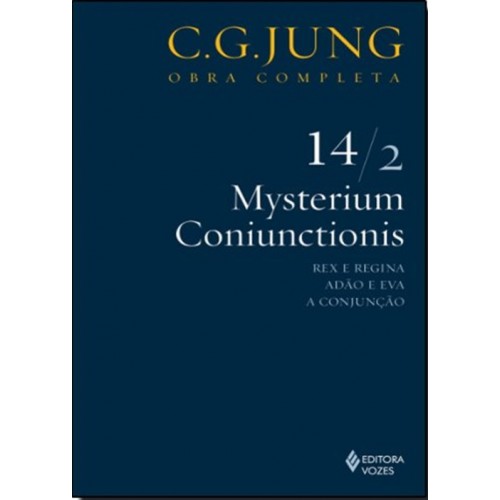 C.G.JUNG
OBRA COMPLETA
14/2
Mysterium
Coniunctionis
REX E REGINA
ADÃO E EVA
A CONJUNÇÃO
EDITORA
VOZES